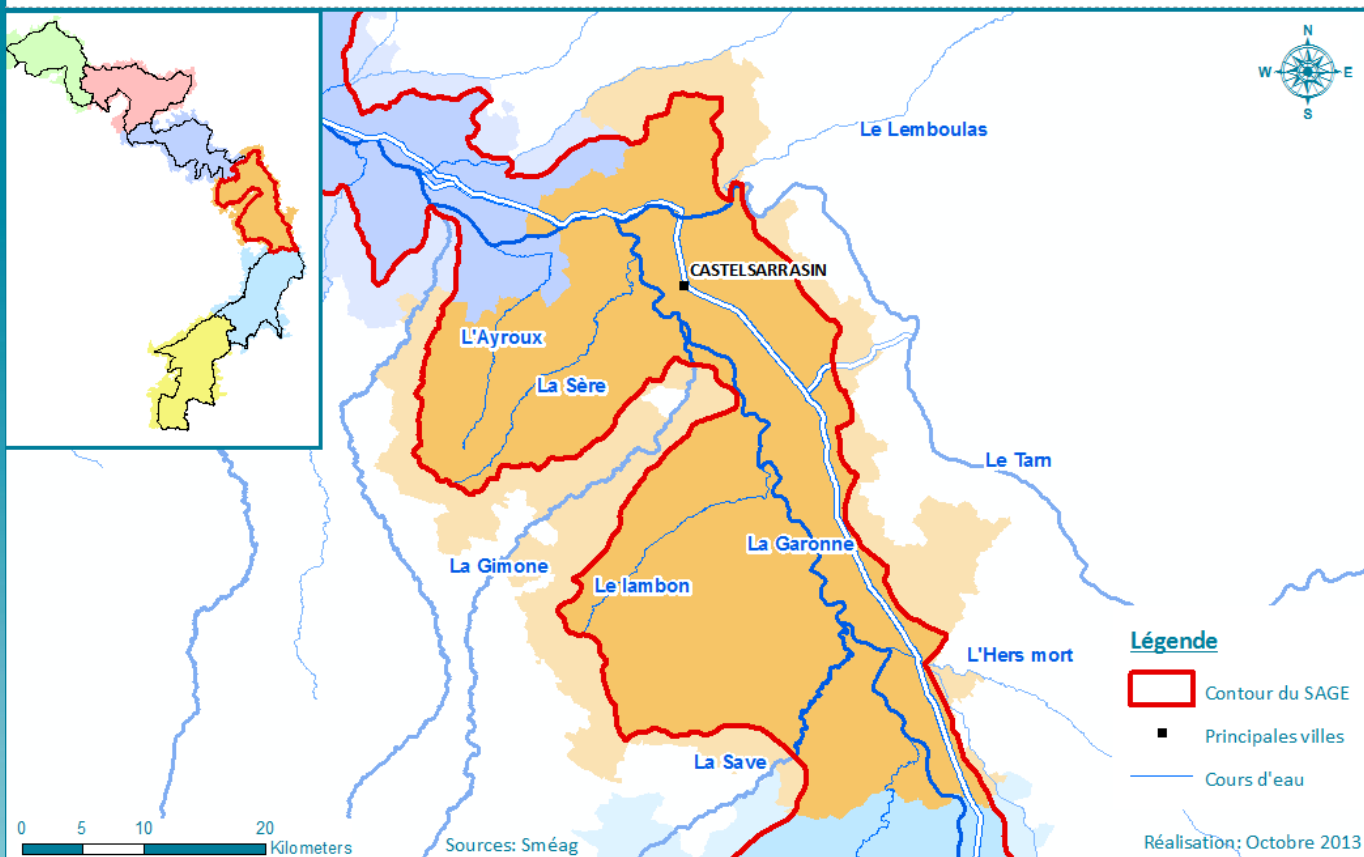 N
W E
S
Le Lemboulas
CASTELSARRASIN
L'Ayroux
La Sère
Le Tarn
La Garonne
La Gimone
Le lambon
L'Hers mort
La Save
Légende
Contour du SAGE
Principales villes
Cours d'eau
0 5 10 20
Kilometers
Sources: Sméag
Réalisation: Octobre 2013